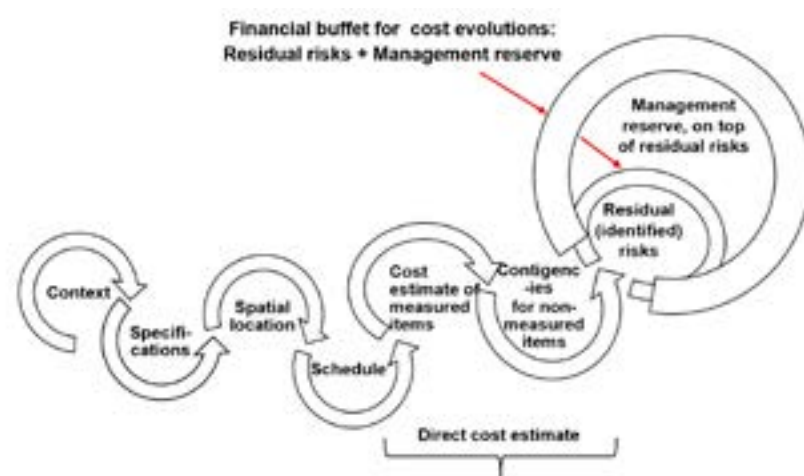 Financial buffet for cost evolutions:
Residual risks + Management reserve
Management
reserve, on top
of residual risks
Residual
(identified)
risks
Context
Specifi-
cations
Spatial
location
Schedule
Cost
estimate of
measured
items
Contigenc-
-ies
for non-
measured
items
Direct cost estimate